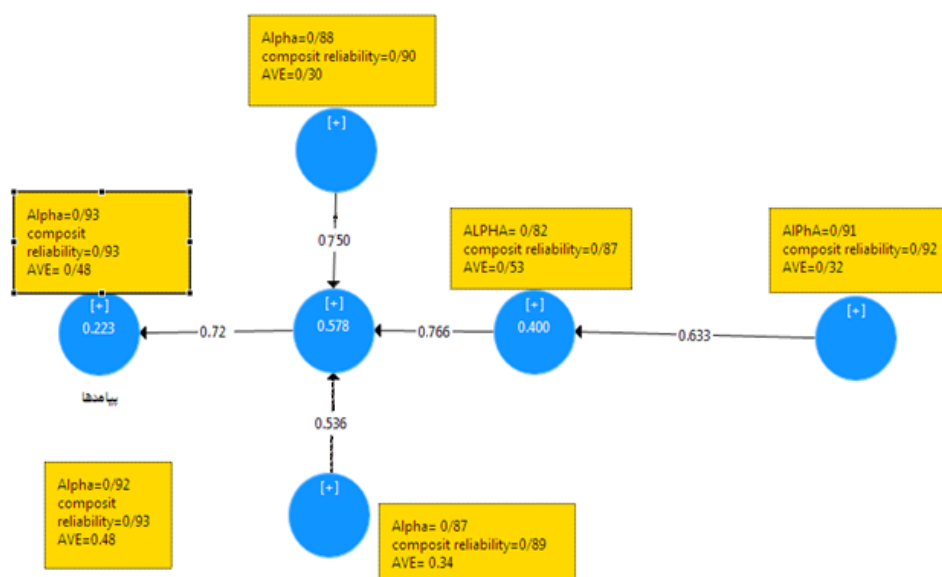 Alpha=0/88
composit reliability=0/90
AVE=0/30
[+]
0.750
Alpha=0/93
composit
reliability=0/93
AVE= 0/48
[+]
0.223
پیامدها
0.72
[+]
0.578
0.766
ALPHA= 0/82
composit reliability=0/87
AVE=0/53
[+]
0.400
0.633
AlPhA=0/91
composit reliability=0/92
AVE=0/32
[+]
0.536
[+]
Alpha=0/92
composit
reliability=0/93
AVE=0.48
Alpha= 0/87
composit reliability=0/89
AVE= 0.34